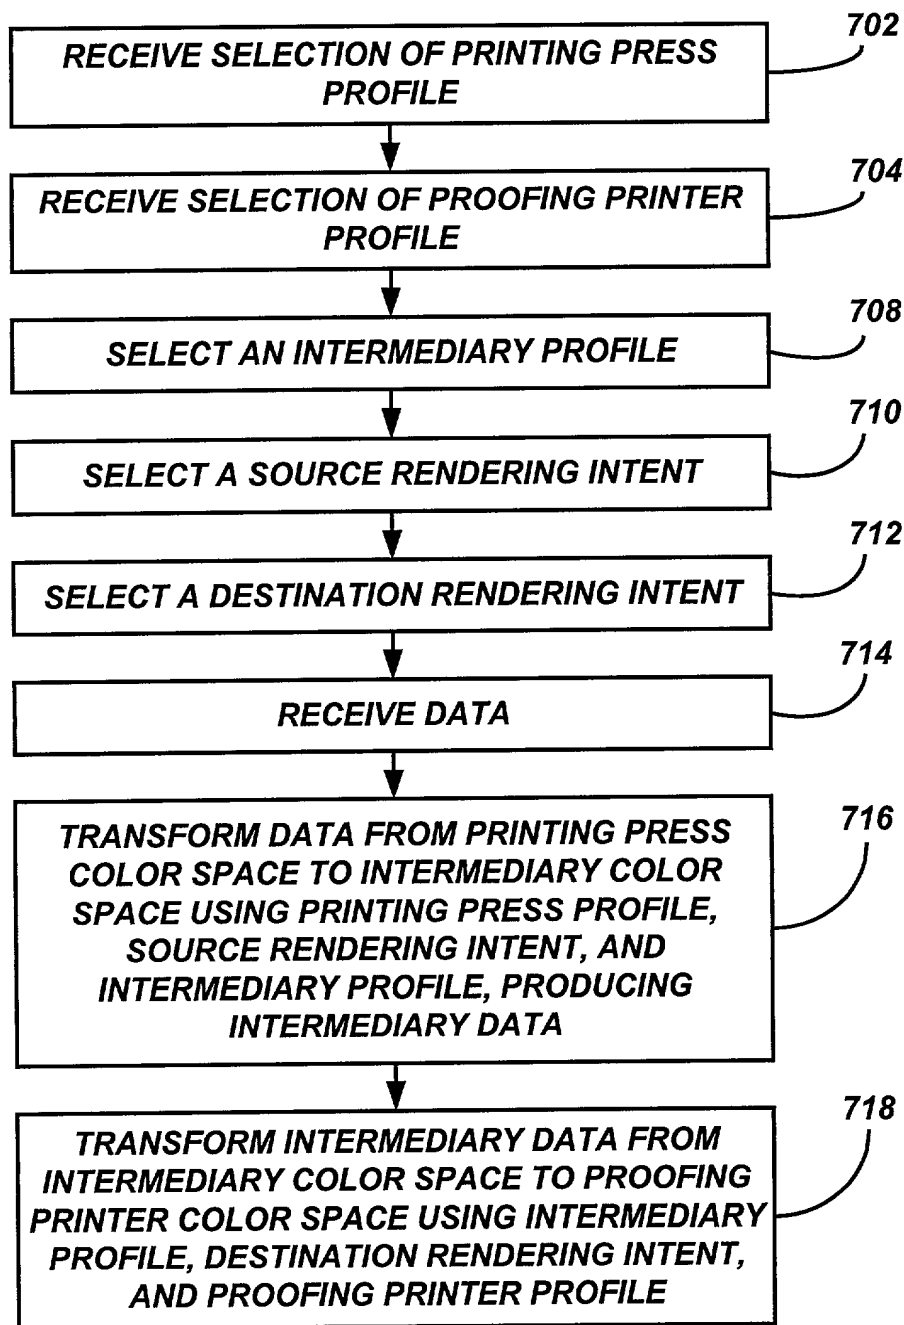 702
RECEIVE SELECTION OF PRINTING PRESS
PROFILE
704
RECEIVE SELECTION OF PROOFING PRINTER
PROFILE
708
SELECT AN INTERMEDIARY PROFILE
710
SELECT A SOURCE RENDERING INTENT
712
SELECT A DESTINATION RENDERING INTENT
714
RECEIVE DATA
716
TRANSFORM DATA FROM PRINTING PRESS
COLOR SPACE TO INTERMEDIARY COLOR
SPACE USING PRINTING PRESS PROFILE,
SOURCE RENDERING INTENT, AND
INTERMEDIARY PROFILE, PRODUCING
INTERMEDIARY DATA
718
TRANSFORM INTERMEDIARY DATA FROM
INTERMEDIARY COLOR SPACE TO PROOFING
PRINTER COLOR SPACE USING INTERMEDIARY
PROFILE, DESTINATION RENDERING INTENT,
AND PROOFING PRINTER PROFILE